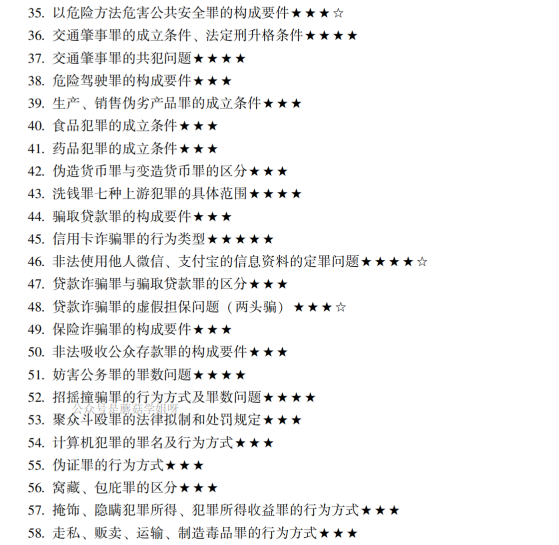 35. 以危险方法危害公共安全罪的构成要件★★★☆
36. 交通肇事罪的成立条件、法定刑升格条件★★★★
37. 交通肇事罪的共犯问题★★★★
38. 危险驾驶罪的构成要件★★★
39. 生产、销售伪劣产品罪的成立条件★★★
40. 食品犯罪的成立条件★★★
41. 药品犯罪的成立条件★★★
42. 伪造货币罪与变造货币罪的区分★★★
43. 洗钱罪七种上游犯罪的具体范围★★★★
44. 骗取贷款罪的构成要件★★★
45. 信用卡诈骗罪的行为类型★★★★★
46. 非法使用他人微信、支付宝的信息资料的定罪问题★★★★☆
47. 贷款诈骗罪与骗取贷款罪的区分★★★
48. 贷款诈骗罪的虚假担保问题（两头骗）★★★☆
49. 保险诈骗罪的构成要件★★★
50. 非法吸收公众存款罪的构成要件★★★
51. 妨害公务罪的罪数问题★★★★
52. 招摇撞骗罪的行为方式及罪数问题★★★★
公众号是蘑菇学姐呀
53. 聚众斗殴罪的法律拟制和处罚规定★★★
54. 计算机犯罪的罪名及行为方式★★★
55. 伪证罪的行为方式★★★
56. 窝藏、包庇罪的区分★★★
57. 掩饰、隐瞒犯罪所得、犯罪所得收益罪的行为方式★★★
58. 走私、贩卖、运输、制造毒品罪的行为方式★★★